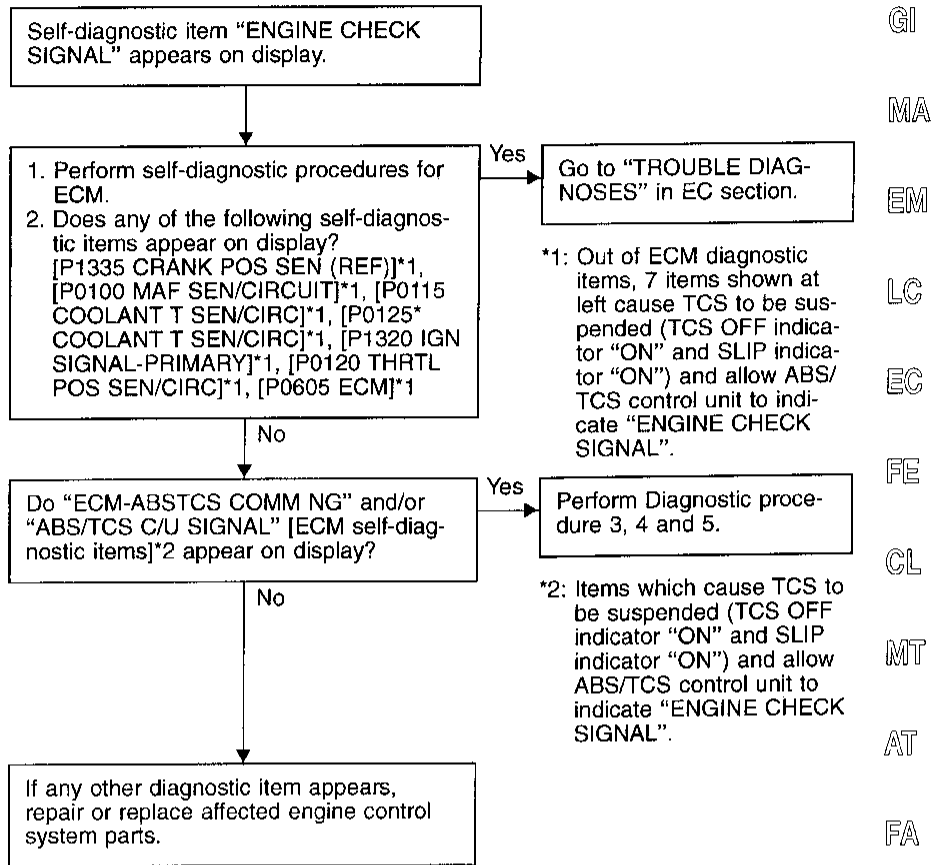 Self-diagnostic item “ENGINE CHECK
SIGNAL” appears on display.
1. Perform self-diagnostic procedures for
ECM.
2. Does any of the following self-diagnos-
tic items appear on display?
[P1335 CRANK POS SEN (REF)]*1,
[P0100 MAF SEN/CIRCUIT]*1, [P0115
COOLANT T SEN/CIRC]*1, [P0125*
COOLANT T SEN/CIRC]*1, [P1320 IGN
SIGNAL-PRIMARY]*1, [P0120 THRTL
POS SEN/CIRC]*1, [P0605 ECM]*1
Yes
Go to “TROUBLE DIAG-
NOSES” in EC section.
*1: Out of ECM diagnostic
items, 7 items shown at
left cause TCS to be sus-
pended (TCS OFF indica-
tor “ON” and SLIP indica-
tor “ON”) and allow ABS/
TCS control unit to indi-
cate “ENGINE CHECK
SIGNAL”.
No
Do “ECM-ABSTCS COMM NG” and/or
“ABS/TCS C/U SIGNAL” [ECM self-diag-
nostic items]*2 appear on display?
Yes
Perform Diagnostic proce-
dure 3, 4 and 5.
*2: Items which cause TCS to
be suspended (TCS OFF
indicator “ON” and SLIP
indicator “ON”) and allow
ABS/TCS control unit to
indicate “ENGINE CHECK
SIGNAL”.
No
If any other diagnostic item appears,
repair or replace affected engine control
system parts.
GI
MA
EM
LC
EC
FE
CL
MT
AT
FA